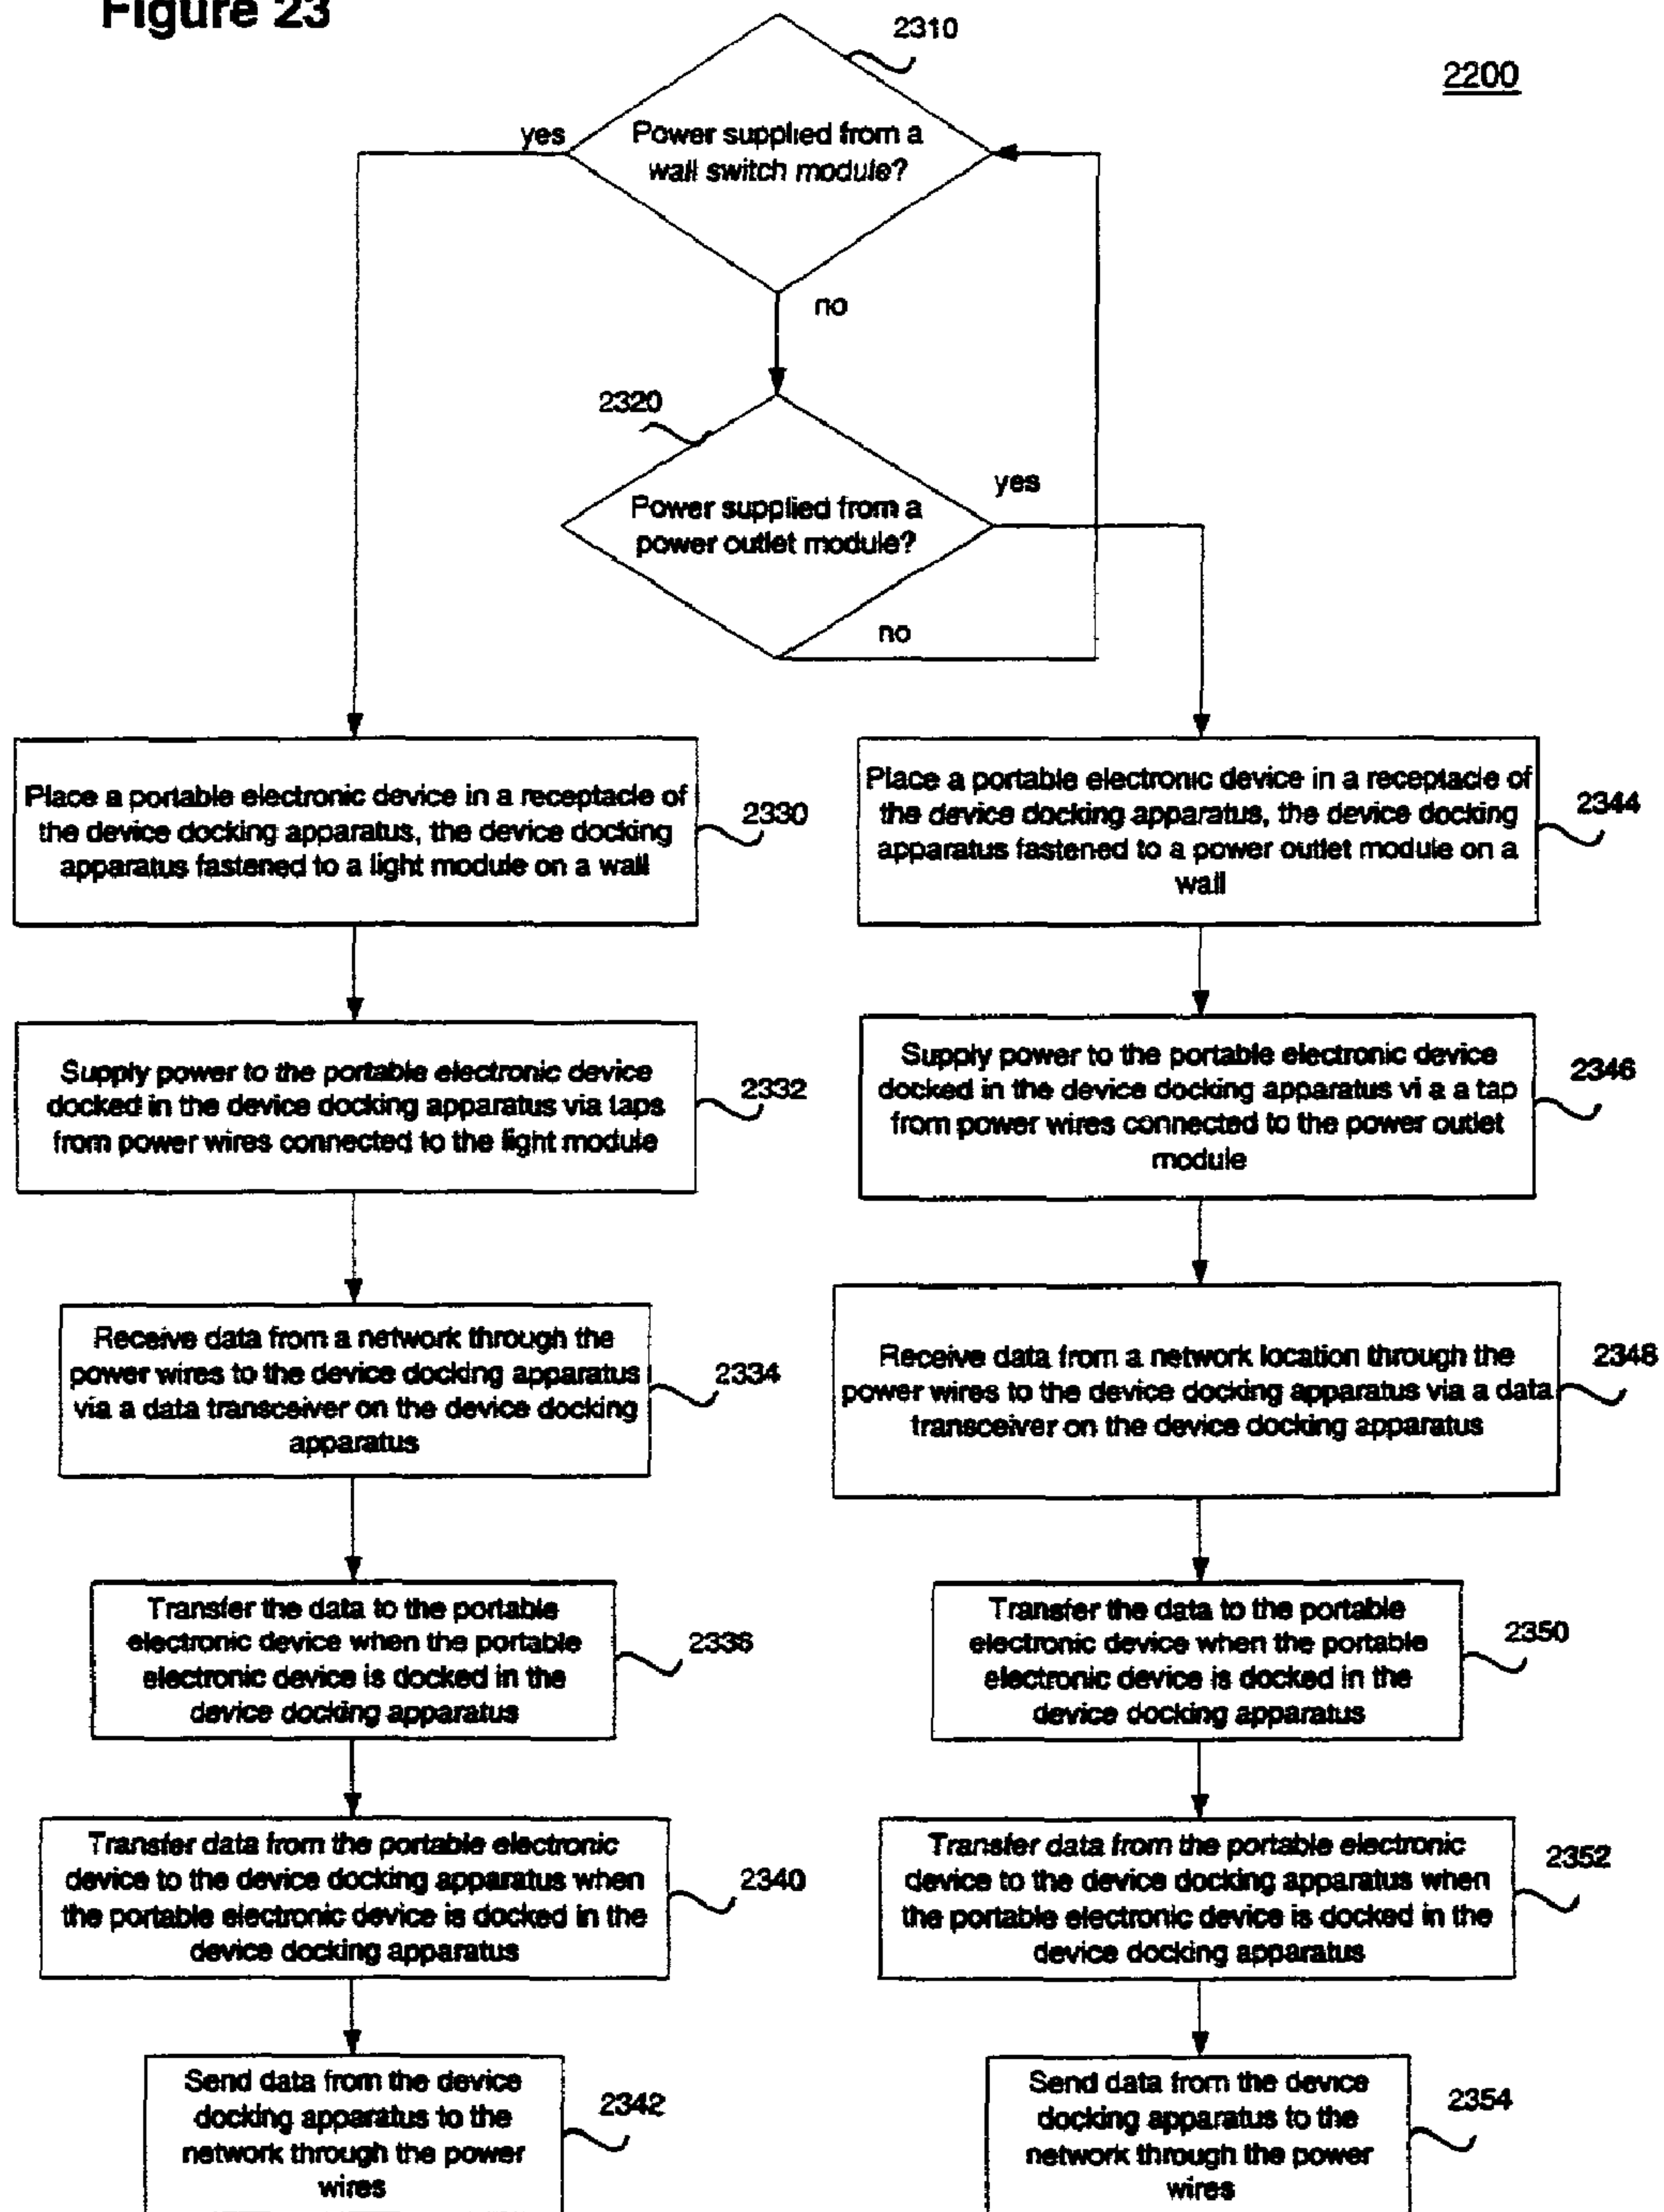 Figure 23
2310
2200
yes
Power supplied from a
wall switch module?
no
2320
yes
Power supplied from a
power outlet module?
no
Place a portable electronic device in a receptacle of
the device docking apparatus, the device docking
apparatus fastened to a light module on a wall
2330
Place a portable electronic device in a receptacle of
the device docking apparatus, the device docking
apparatus fastened to a power outlet module on a
wall
2344
Supply power to the portable electronic device
docked in the device docking apparatus via taps
from power wires connected to the light module
2332
Supply power to the portable electronic device
docked in the device docking apparatus vi a a tap
from power wires connected to the power outlet
module
2346
Receive data from a network through the
power wires to the device docking apparatus
via a data transceiver on the device docking
apparatus
2334
Receive data from a network location through the
power wires to the device docking apparatus via a data
transceiver on the device docking apparatus
2348
Transfer the data to the portable
electronic device when the portable
electronic device is docked in the
device docking apparatus
2336
Transfer the data to the portable
electronic device when the portable
electronic device is docked in the
device docking apparatus
2350
Transfer data from the portable electronic
device to the device docking apparatus when
the portable electronic device is docked in the
device docking apparatus
2340
Transfer data from the portable electronic
device to the device docking apparatus when
the portable electronic device is docked in the
device docking apparatus
2352
Send data from the device
docking apparatus to the
network through the power
wires
2342
Send data from the device
docking apparatus to the
network through the power
wires
2354